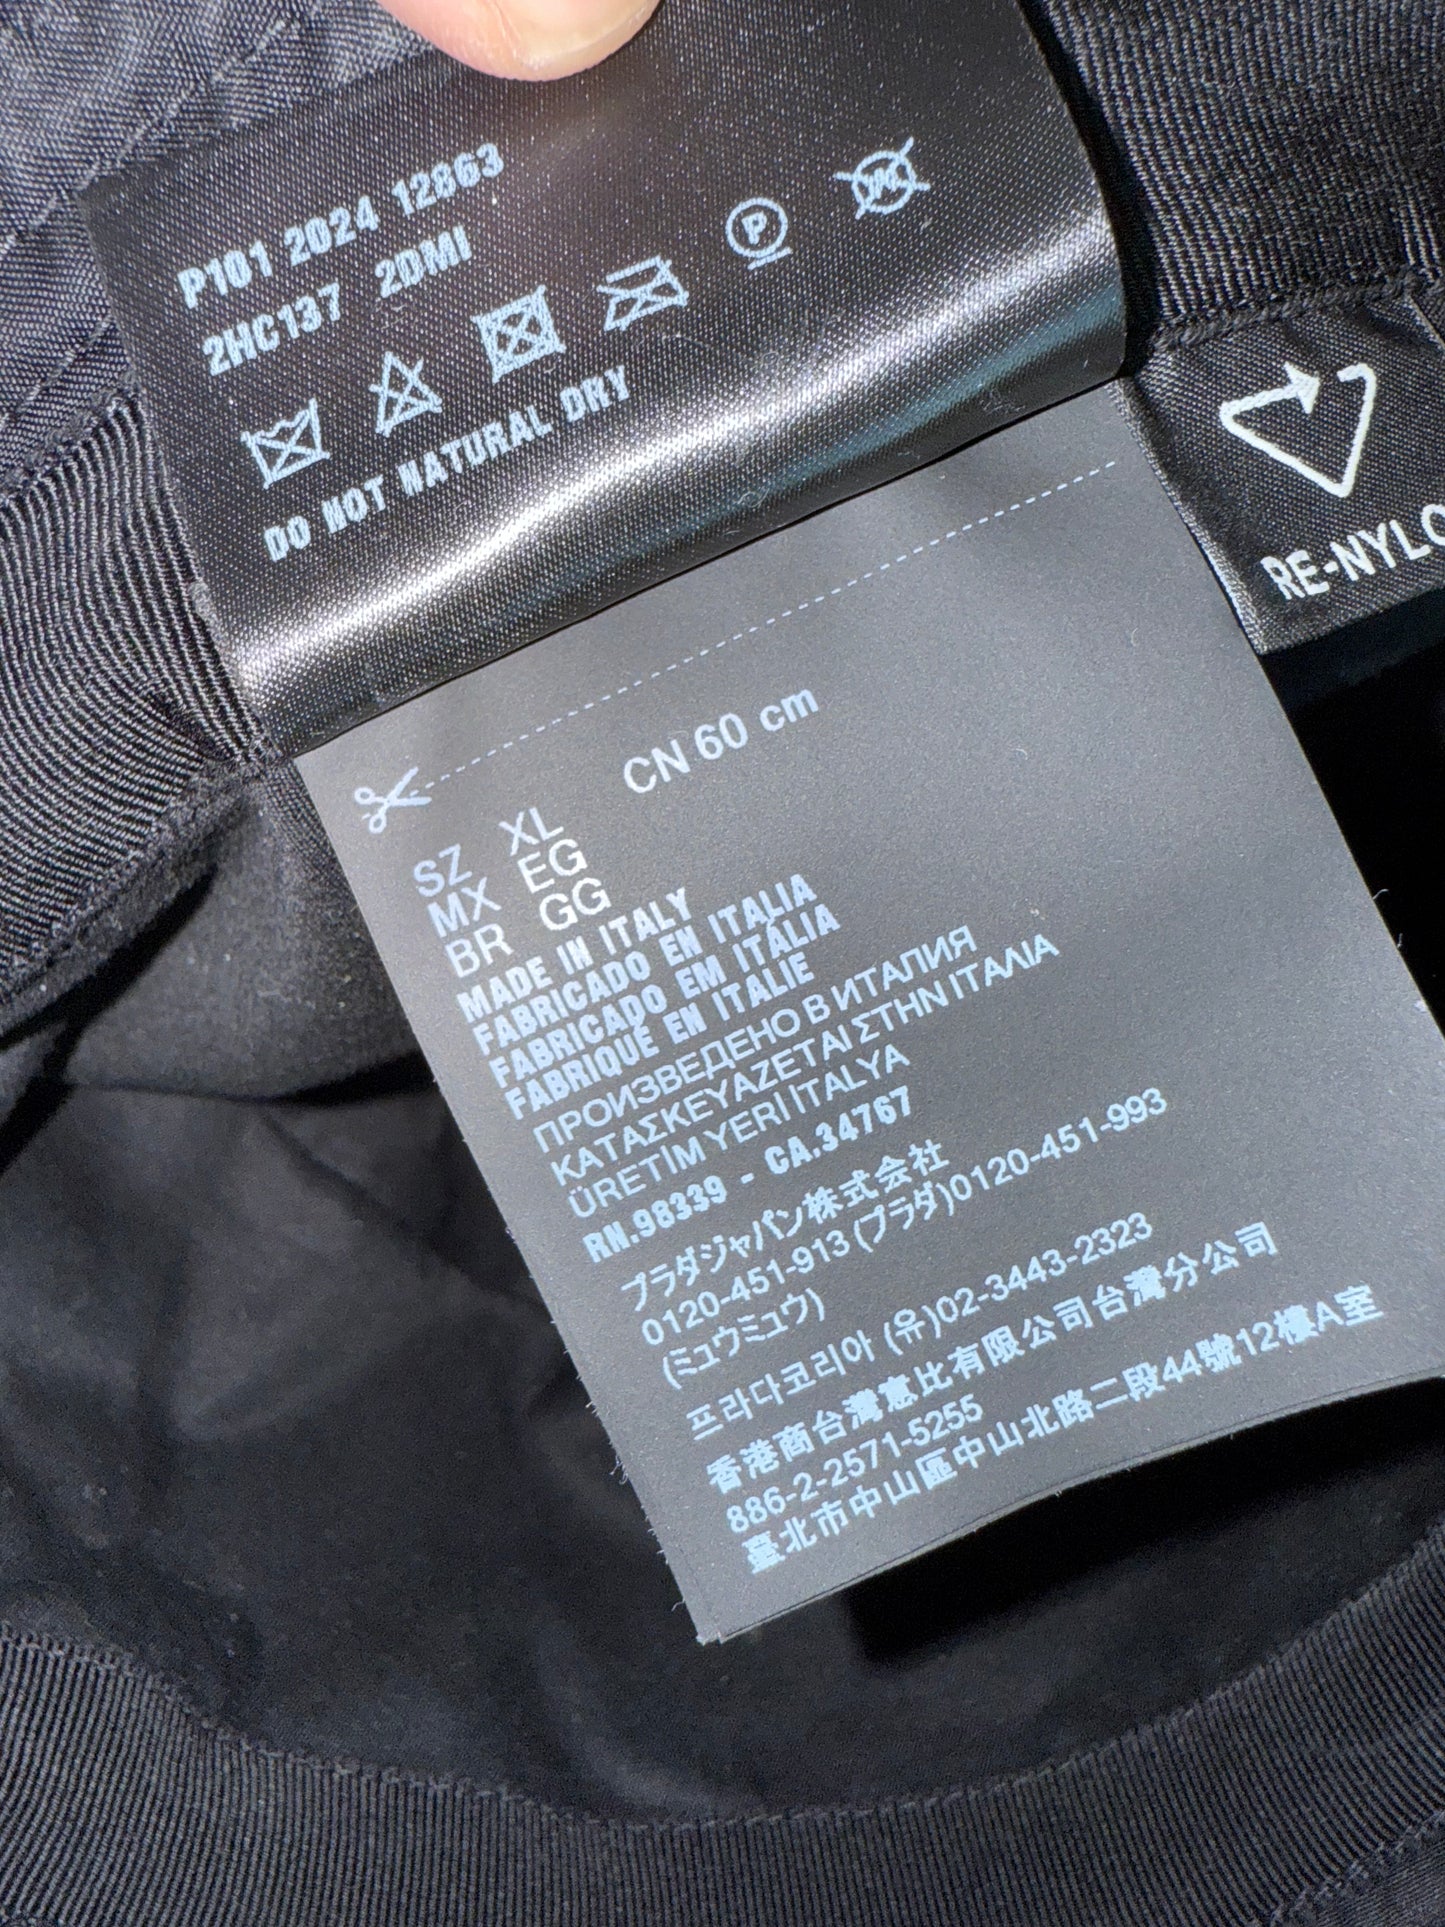 P101 2024 12863
2HC137 2DMI
P
W
DO NOT NATURAL DRY
RE-NYLO
CN 60 cm
SZ XL
MX EG
BR GG
MADE IN ITALY
FABRICADO EN ITALIA
FABRICADO EM ITÁLIA
FABRIQUÉ EN ITALIE
ПРОИЗВЕДЕНО В ИТАЛИЯ
ΚΑΤΑΣΚΕΥΑΖΕΤΑΙ ΣΤΗΝ ΙΤΑΛΙΑ
ÜRETİM YERİ İTALYA
RN.98339 - CA.34767
プラダジャパン株式会社
0120-451-913 (プラダ)0120-451-993
(ミュウミュウ)
프라다코리아 (유)02-3443-2323
香港商台灣惠比有限公司台灣分公司
886-2-2571-5255
臺北市中山區中山北路二段44號12樓A室